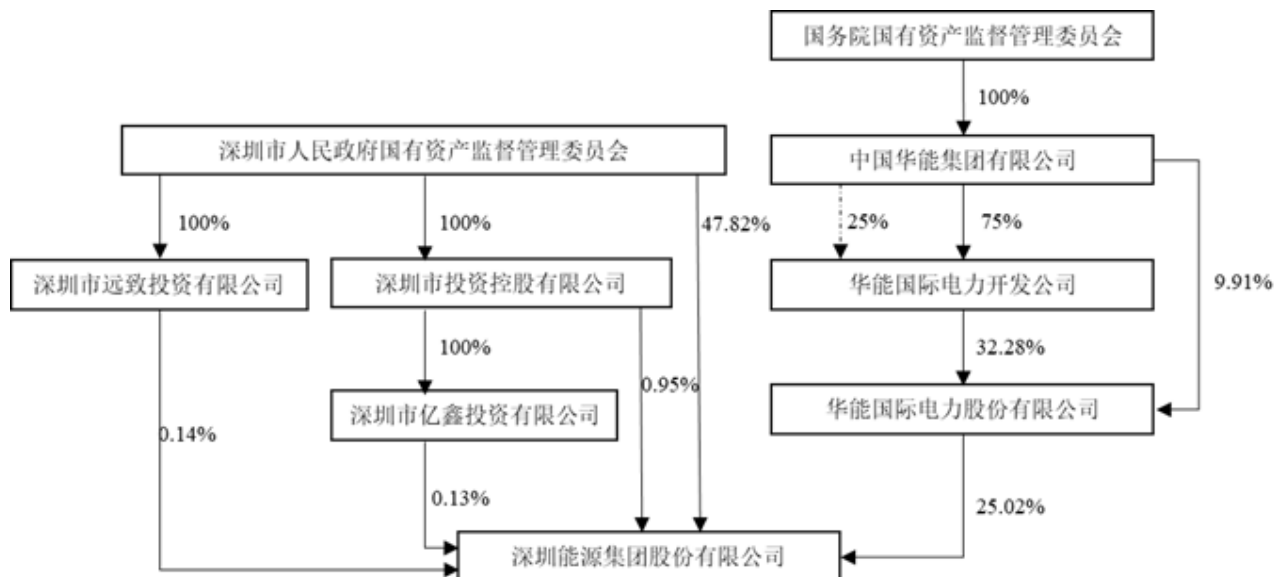 国务院国有资产监督管理委员会
100%
深圳市人民政府国有资产监督管理委员会
中国华能集团有限公司
100%
100%
47.82%
25%
75%
深圳市远致投资有限公司
深圳市投资控股有限公司
华能国际电力开发公司
9.91%
100%
32.28%
0.95%
深圳市亿鑫投资有限公司
华能国际电力股份有限公司
0.14%
0.13%
25.02%
深圳能源集团股份有限公司